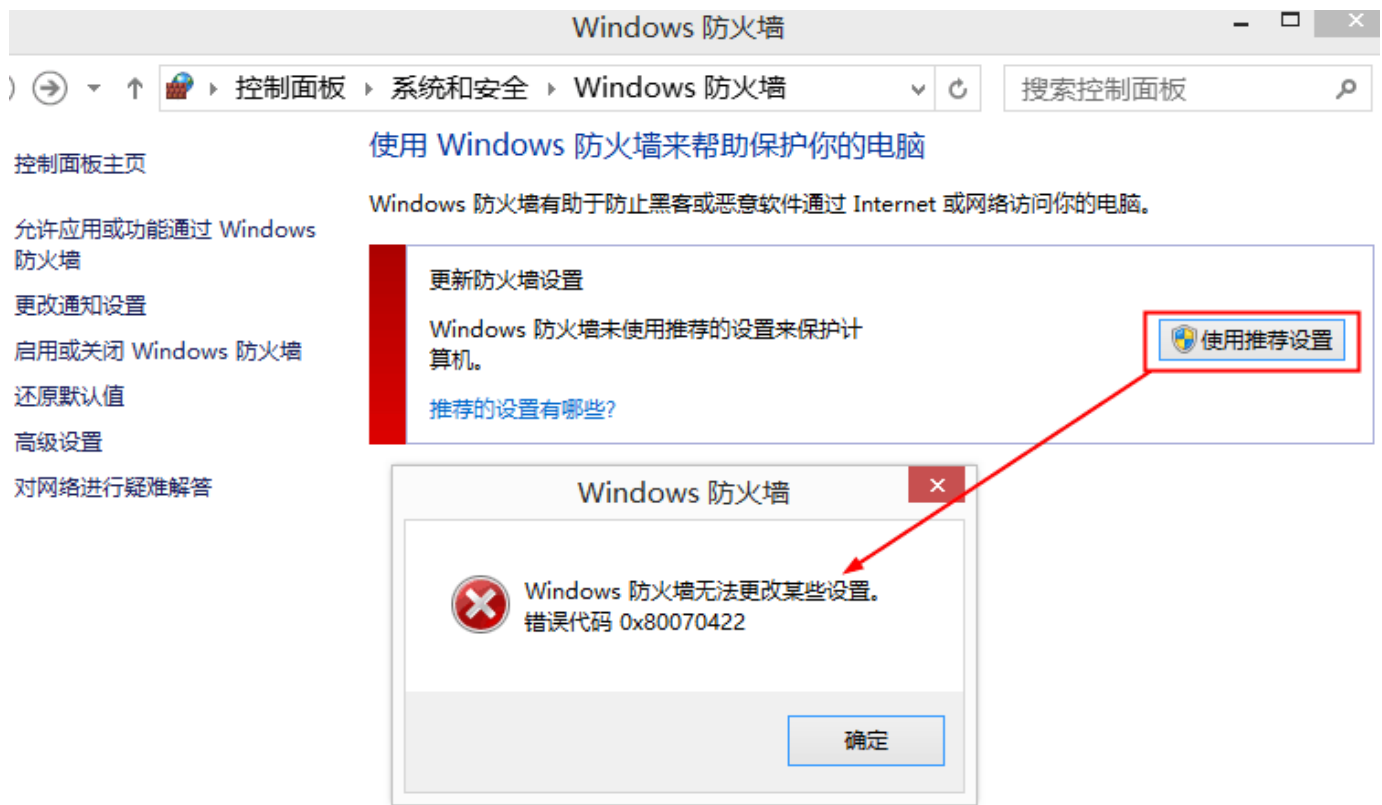 Windows 防火墙
控制面板 系统和安全 Windows 防火墙
搜索控制面板
控制面板主页
允许应用或功能通过 Windows
防火墙
更改通知设置
启用或关闭 Windows 防火墙
还原默认值
高级设置
对网络进行疑难解答
使用 Windows 防火墙来帮助保护你的电脑
Windows 防火墙有助于防止黑客或恶意软件通过 Internet 或网络访问你的电脑。
更新防火墙设置
Windows 防火墙未使用推荐的设置来保护计
算机。
使用推荐设置
推荐的设置有哪些?
Windows 防火墙
Windows 防火墙无法更改某些设置。
错误代码 0x80070422
确定